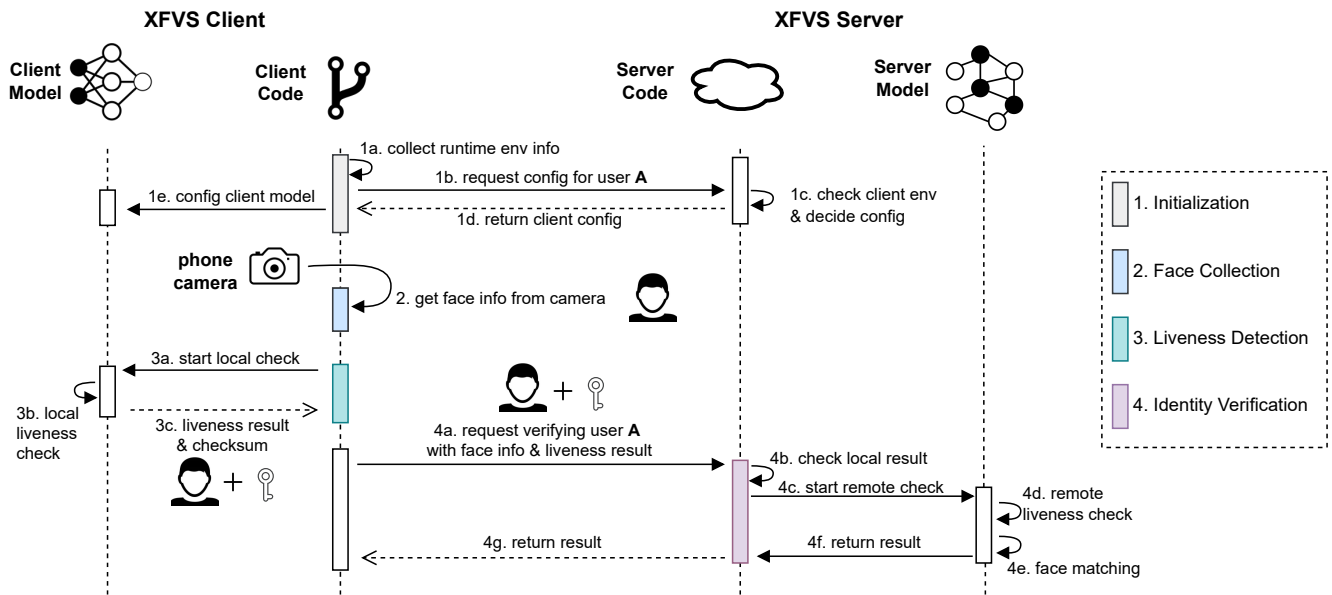 XFVS Client
XFVS Server
Client
Model
Client
Code
Server
Code
Server
Model
1a. collect runtime env info
1b. request config for user A
1c. check client env
& decide config
1d. return client config
1e. config client model
phone
camera
2. get face info from camera
3a. start local check
3b. local
liveness
check
3c. liveness result
& checksum
4a. request verifying user A
with face info & liveness result
4b. check local result
4c. start remote check
4d. remote
liveness check
4e. face matching
4f. return result
4g. return result
1. Initialization
2. Face Collection
3. Liveness Detection
4. Identity Verification